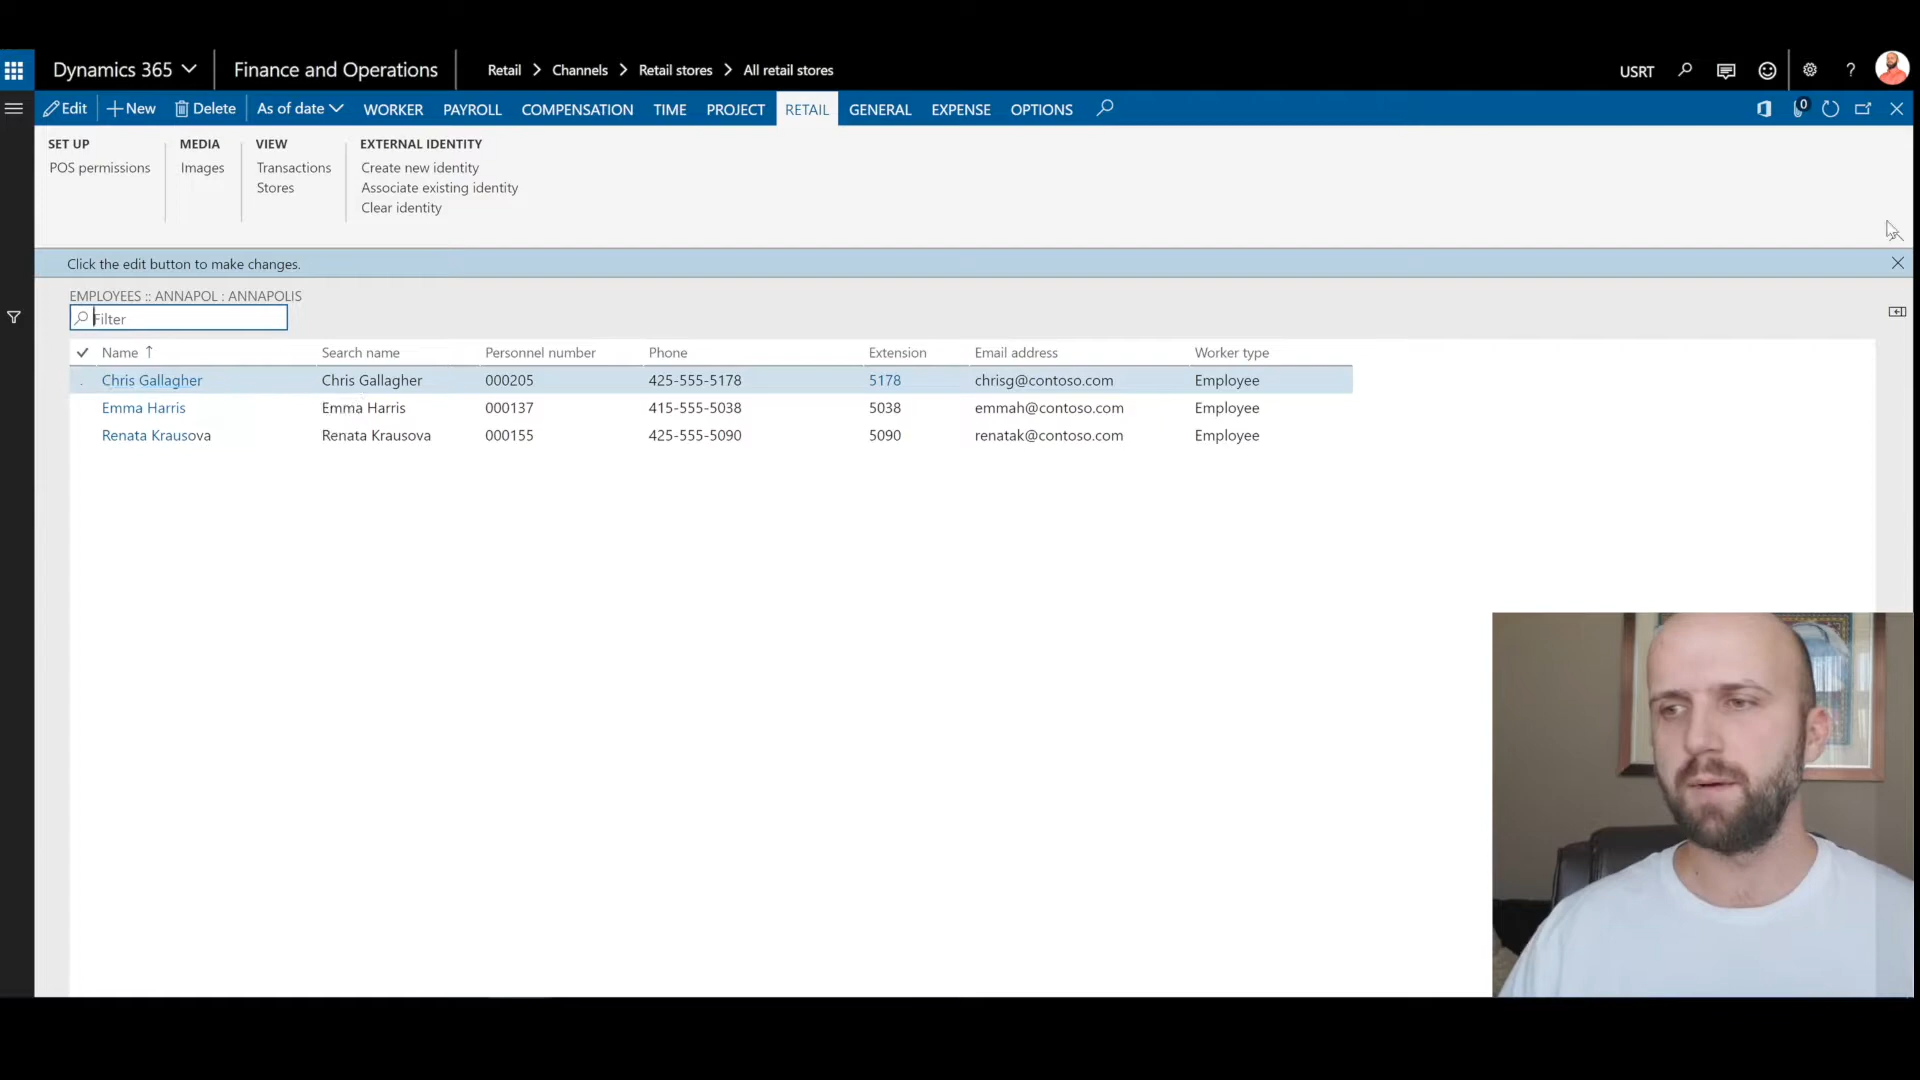 Dynamics 365 Finance and Operations Retail > Channels > Retail stores > All retail stores USRT ?
Edit New Delete As of date WORKER PAYROLL COMPENSATION TIME PROJECT RETAIL GENERAL EXPENSE OPTIONS 0
SET UP MEDIA VIEW EXTERNAL IDENTITY
POS permissions Images Transactions Create new identity
Stores Associate existing identity
Clear identity
Click the edit button to make changes.
EMPLOYEES :: ANNAPOL : ANNAPOLIS
Filter
Name Search name Personnel number Phone Extension Email address Worker type
Chris Gallagher Chris Gallagher 000205 425-555-5178 5178 chrisg@contoso.com Employee
Emma Harris Emma Harris 000137 415-555-5038 5038 emmah@contoso.com Employee
Renata Krausova Renata Krausova 000155 425-555-5090 5090 renatak@contoso.com Employee